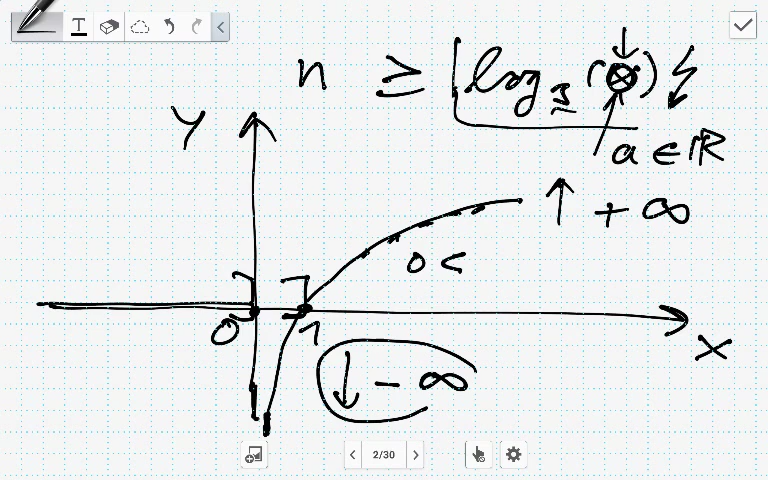 T
n ≥ log₃ (⊗)
a ∈ ℝ
Y
↑ + ∞
0 <
0 1
X
↓ - ∞
2/30